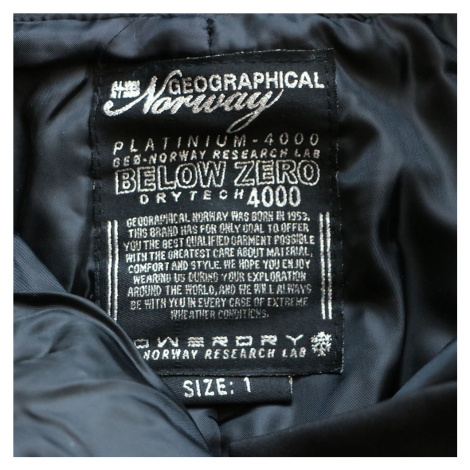 GEOGRAPHICAL
Norway
PLATINIUM-4000
GEØ-NORWAY RESEARCH LAB
BELOW ZERO
DRYTECH 4000
GEOGRAPHICAL NORWAY WAS BORN IN 1953.
THIS BRAND HAS FOR ONLY GOAL TO OFFER
YOU THE BEST QUALIFIED GARMENT POSSIBLE
WITH THE GREATEST CARE ABOUT MATERIAL,
COMFORT AND STYLE. WE HOPE YOU ENJOY
WEARING US DURING YOUR EXPLORATION
AROUND THE WORLD, AND WE WILL ALWAYS
BE WITH YOU IN EVERY CASE OF EXTREME
WHEATHER CONDITIONS.
OWERDRY
NORWAY RESEARCH LAB
SIZE: 1